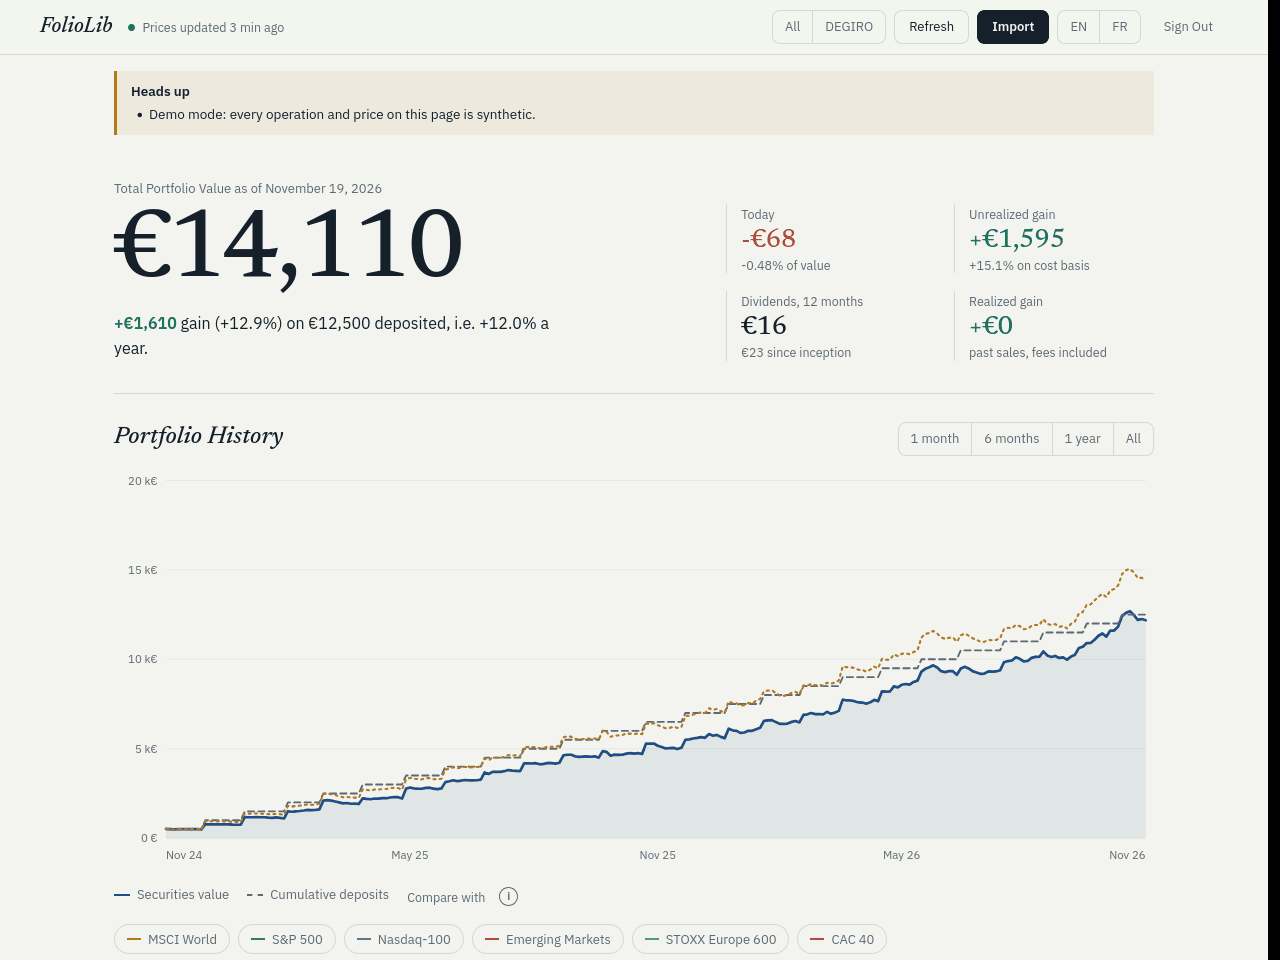 FolioLib
Prices updated 3 min ago
All
DEGIRO
Refresh
Import
EN
FR
Sign Out
Heads up
• Demo mode: every operation and price on this page is synthetic.
Total Portfolio Value as of November 19, 2026
€14,110
+€1,610 gain (+12.9%) on €12,500 deposited, i.e. +12.0% a
year.
Today
-€68
-0.48% of value
Unrealized gain
+€1,595
+15.1% on cost basis
Dividends, 12 months
€16
€23 since inception
Realized gain
+€0
past sales, fees included
Portfolio History
1 month
6 months
1 year
All
20 k€
15 k€
10 k€
5 k€
0 €
Nov 24
May 25
Nov 25
May 26
Nov 26
Securities value
Cumulative deposits
Compare with
i
MSCI World
S&P 500
Nasdaq-100
Emerging Markets
STOXX Europe 600
CAC 40